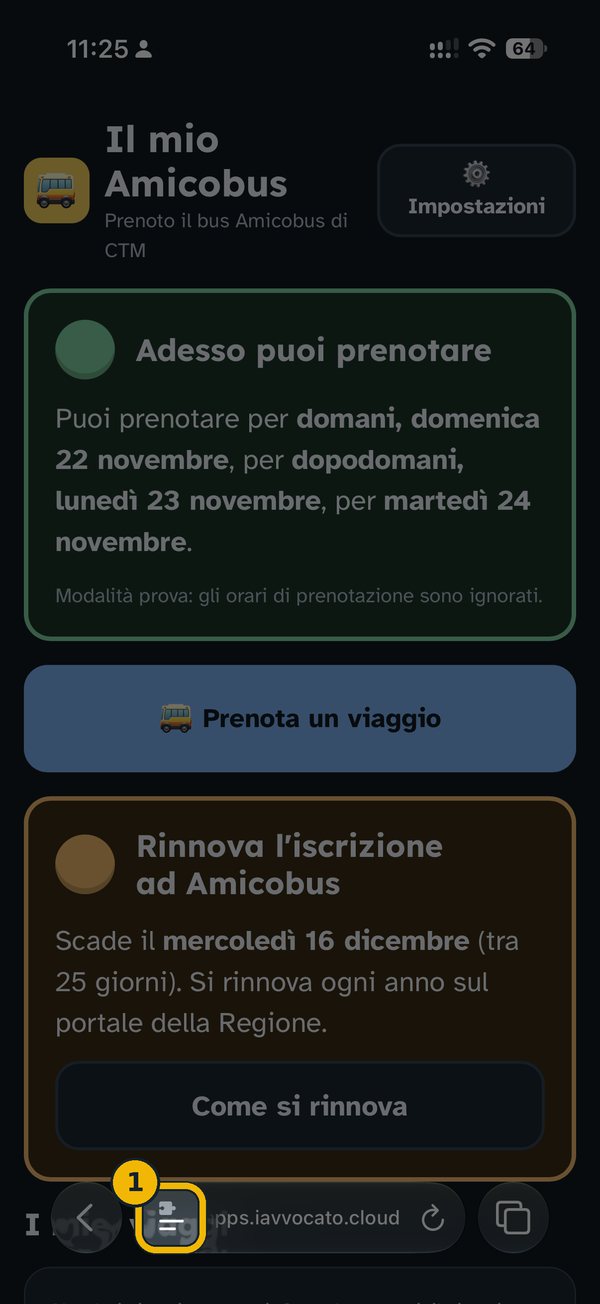 11:25
64
Il mio
Amicobus
Prenoto il bus Amicobus di
CTM
Impostazioni
Adesso puoi prenotare
Puoi prenotare per domani, domenica
22 novembre, per dopodomani,
lunedì 23 novembre, per martedì 24
novembre.
Modalità prova: gli orari di prenotazione sono ignorati.
Prenota un viaggio
Rinnova l'iscrizione
ad Amicobus
Scade il mercoledì 16 dicembre (tra
25 giorni). Si rinnova ogni anno sul
portale della Regione.
Come si rinnova
1
pps.iavvocato.cloud